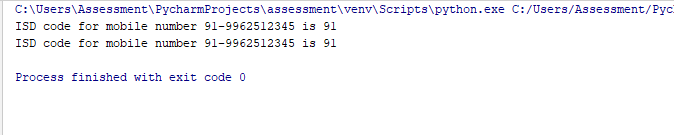 C:\Users\Assessment\PycharmProjects\assessment\venv\Scripts\python.exe C:/Users/Assessment/Pyc
ISD code for mobile number 91-9962512345 is 91
ISD code for mobile number 91-9962512345 is 91
Process finished with exit code 0